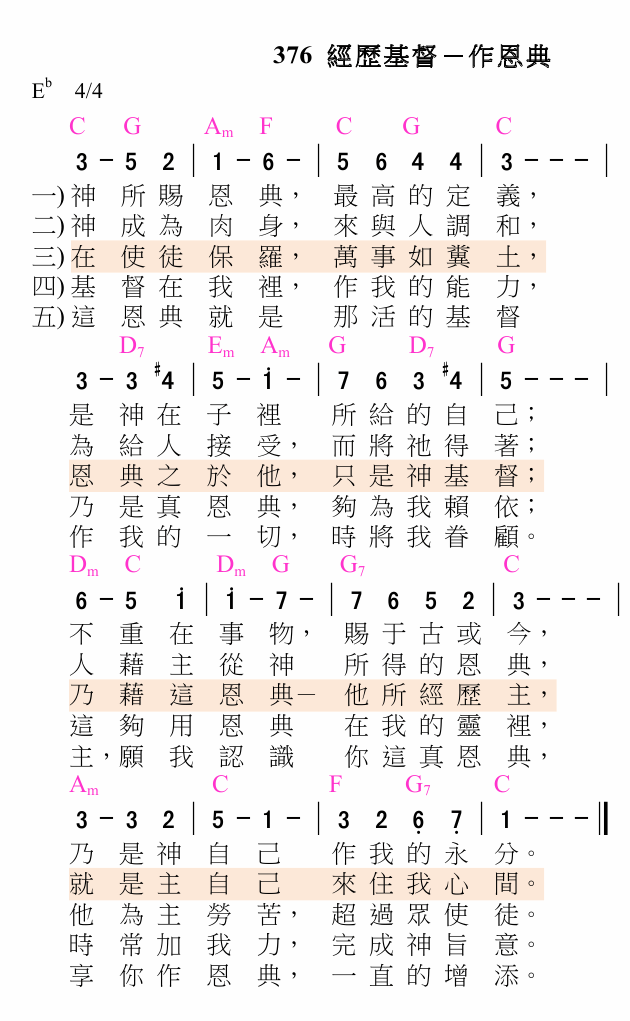 376 經歷基督－作恩典
E♭ 4/4
C G Am F C G C
3 - 5 2 | 1 - 6 - | 5 6 4 4 | 3 - - - |
一) 神所賜恩典，最高的定義，
二) 神成為肉身，來與人調和，
三) 在使徒保羅，萬事如糞土，
四) 基督在我裡，作我的能力，
五) 這恩典就是那活的基督
D7 Em Am G D7 G
3 - 3 #4 | 5 - i - | 7 6 3 #4 | 5 - - - |
是神在子裡所給的自己；
為給人接受，而將祂得著；
恩典之於他，只是神基督；
乃是真恩典，夠為我賴依；
作我的一切，時將我眷顧。
Dm C Dm G G7 C
6 - 5 i | i - 7 - | 7 6 5 2 | 3 - - - |
不重在事物，賜于古或今，
人藉主從神所得的恩典，
乃藉這恩典－他所經歷主，
這夠用恩典在我的靈裡，
主，願我認識你這真恩典，
Am C F G7 C
3 - 3 2 | 5 - 1 - | 3 2 6̣ 7̣ | 1 - - - ||
乃是神自己作我的永分。
就是主自己來住我心間。
他為主勞苦，超過眾使徒。
時常加我力，完成神旨意。
享你作恩典，一直的增添。